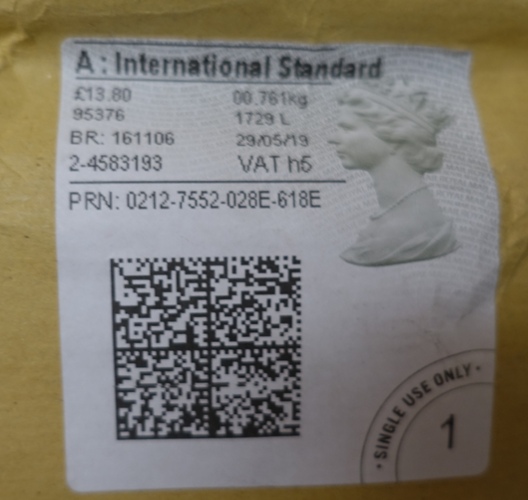 A : International Standard
£13.80 00.761kg
95376 1729 L
BR: 161106 29/05/19
2-4583193 VAT h5
PRN: 0212-7552-028E-618E
• SINGLE USE ONLY •
1